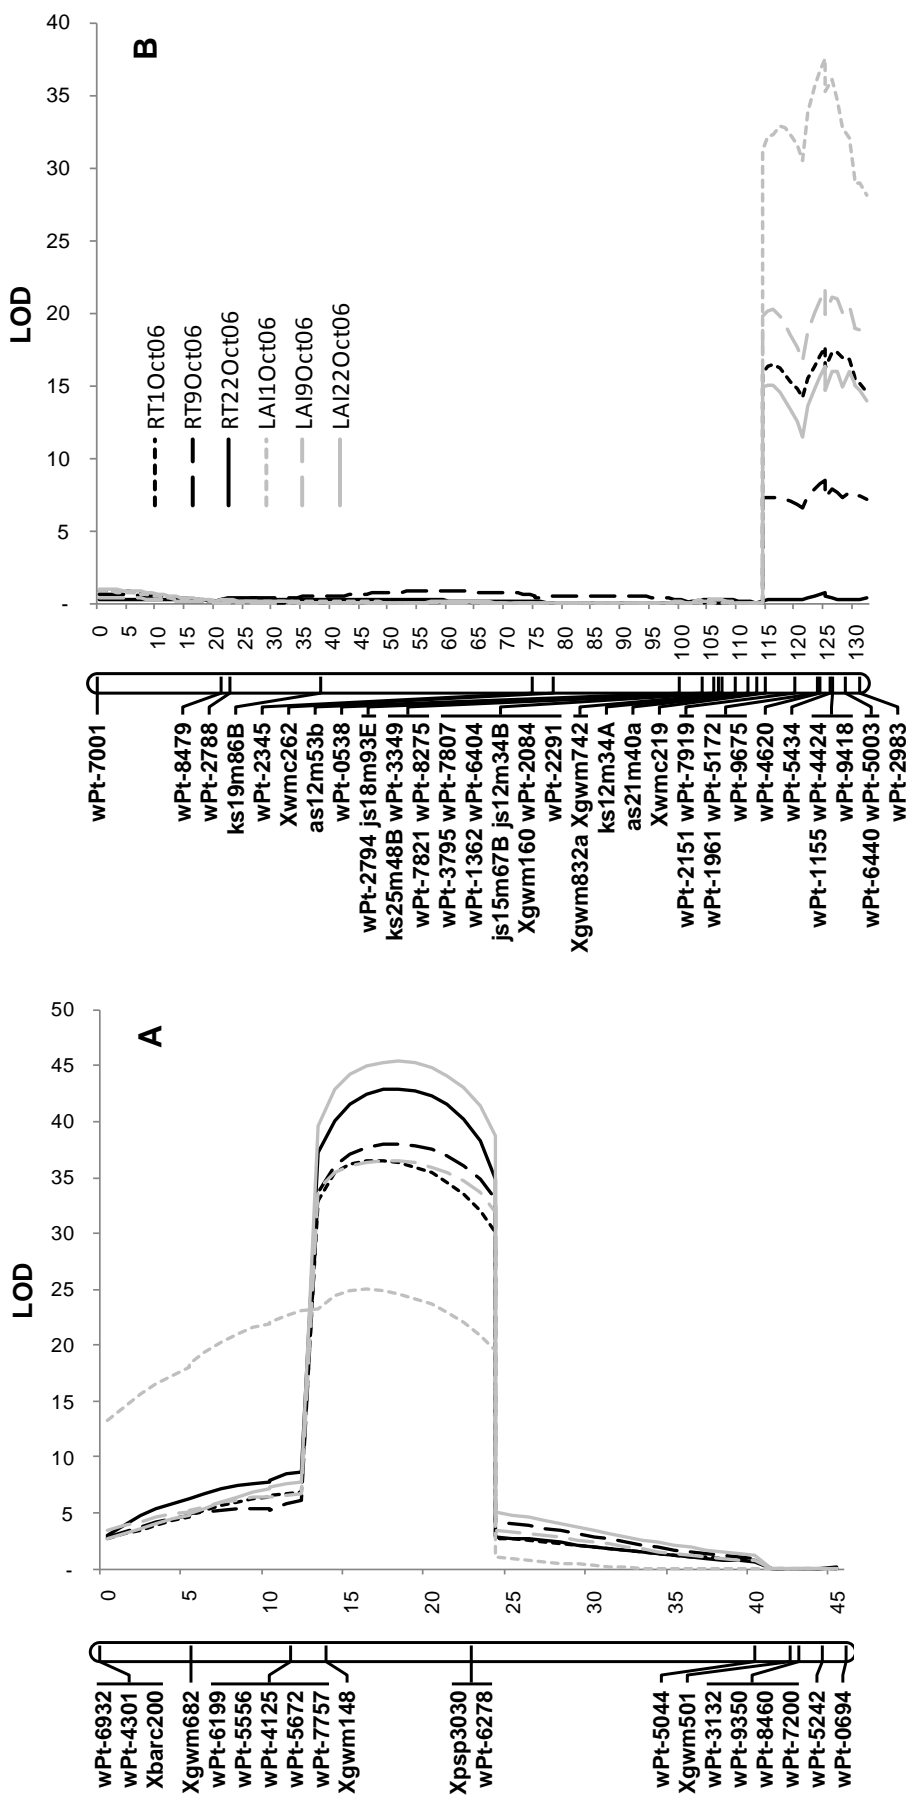 B
LOD
40
35
30
25
20
15
10
5
-
RT1Oct06
RT9Oct06
RT22Oct06
LAI1Oct06
LAI9Oct06
LAI22Oct06
0
5
10
15
20
25
30
35
40
45
50
55
60
65
70
75
80
85
90
95
100
105
110
115
120
125
130
wPt-7001
wPt-8479
wPt-2788
ks19m86B
wPt-2345
Xwmc262
as12m53b
wPt-0538
wPt-2794 js18m93E
ks25m48B wPt-3349
wPt-7821 wPt-8275
wPt-3795 wPt-7807
wPt-1362 wPt-6404
js15m67B js12m34B
Xgwm160 wPt-2084
wPt-2291
Xgwm832a Xgwm742
ks12m34A
as21m40a
Xwmc219
wPt-2151 wPt-7919
wPt-1961 wPt-5172
wPt-9675
wPt-4620
wPt-5434
wPt-1155 wPt-4424
wPt-9418
wPt-6440 wPt-5003
wPt-2983
A
LOD
50
45
40
35
30
25
20
15
10
5
-
0
5
10
15
20
25
30
35
40
45
wPt-6932
wPt-4301
Xbarc200
Xgwm682
wPt-6199
wPt-5556
wPt-4125
wPt-5672
wPt-7757
Xgwm148
Xpsp3030
wPt-6278
wPt-5044
Xgwm501
wPt-3132
wPt-9350
wPt-8460
wPt-7200
wPt-5242
wPt-0694